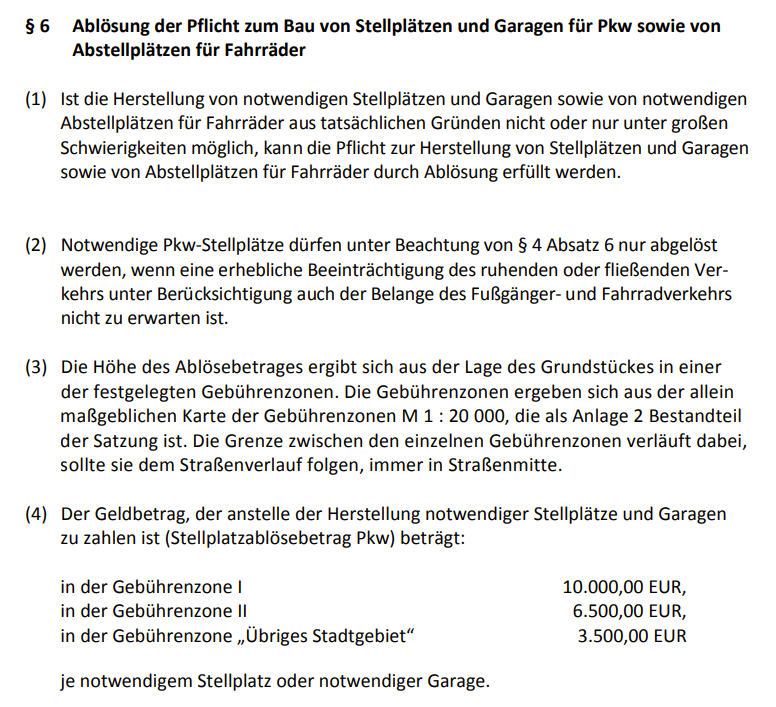 § 6 Ablösung der Pflicht zum Bau von Stellplätzen und Garagen für Pkw sowie von
Abstellplätzen für Fahrräder
(1) Ist die Herstellung von notwendigen Stellplätzen und Garagen sowie von notwendigen
Abstellplätzen für Fahrräder aus tatsächlichen Gründen nicht oder nur unter großen
Schwierigkeiten möglich, kann die Pflicht zur Herstellung von Stellplätzen und Garagen
sowie von Abstellplätzen für Fahrräder durch Ablösung erfüllt werden.
(2) Notwendige Pkw-Stellplätze dürfen unter Beachtung von § 4 Absatz 6 nur abgelöst
werden, wenn eine erhebliche Beeinträchtigung des ruhenden oder fließenden Ver-
kehrs unter Berücksichtigung auch der Belange des Fußgänger- und Fahrradverkehrs
nicht zu erwarten ist.
(3) Die Höhe des Ablösebetrages ergibt sich aus der Lage des Grundstückes in einer
der festgelegten Gebührenzonen. Die Gebührenzonen ergeben sich aus der allein
maßgeblichen Karte der Gebührenzonen M 1 : 20 000, die als Anlage 2 Bestandteil
der Satzung ist. Die Grenze zwischen den einzelnen Gebührenzonen verläuft dabei,
sollte sie dem Straßenverlauf folgen, immer in Straßenmitte.
(4) Der Geldbetrag, der anstelle der Herstellung notwendiger Stellplätze und Garagen
zu zahlen ist (Stellplatzablösebetrag Pkw) beträgt:
in der Gebührenzone I 10.000,00 EUR,
in der Gebührenzone II 6.500,00 EUR,
in der Gebührenzone „Übriges Stadtgebiet“ 3.500,00 EUR
je notwendigem Stellplatz oder notwendiger Garage.